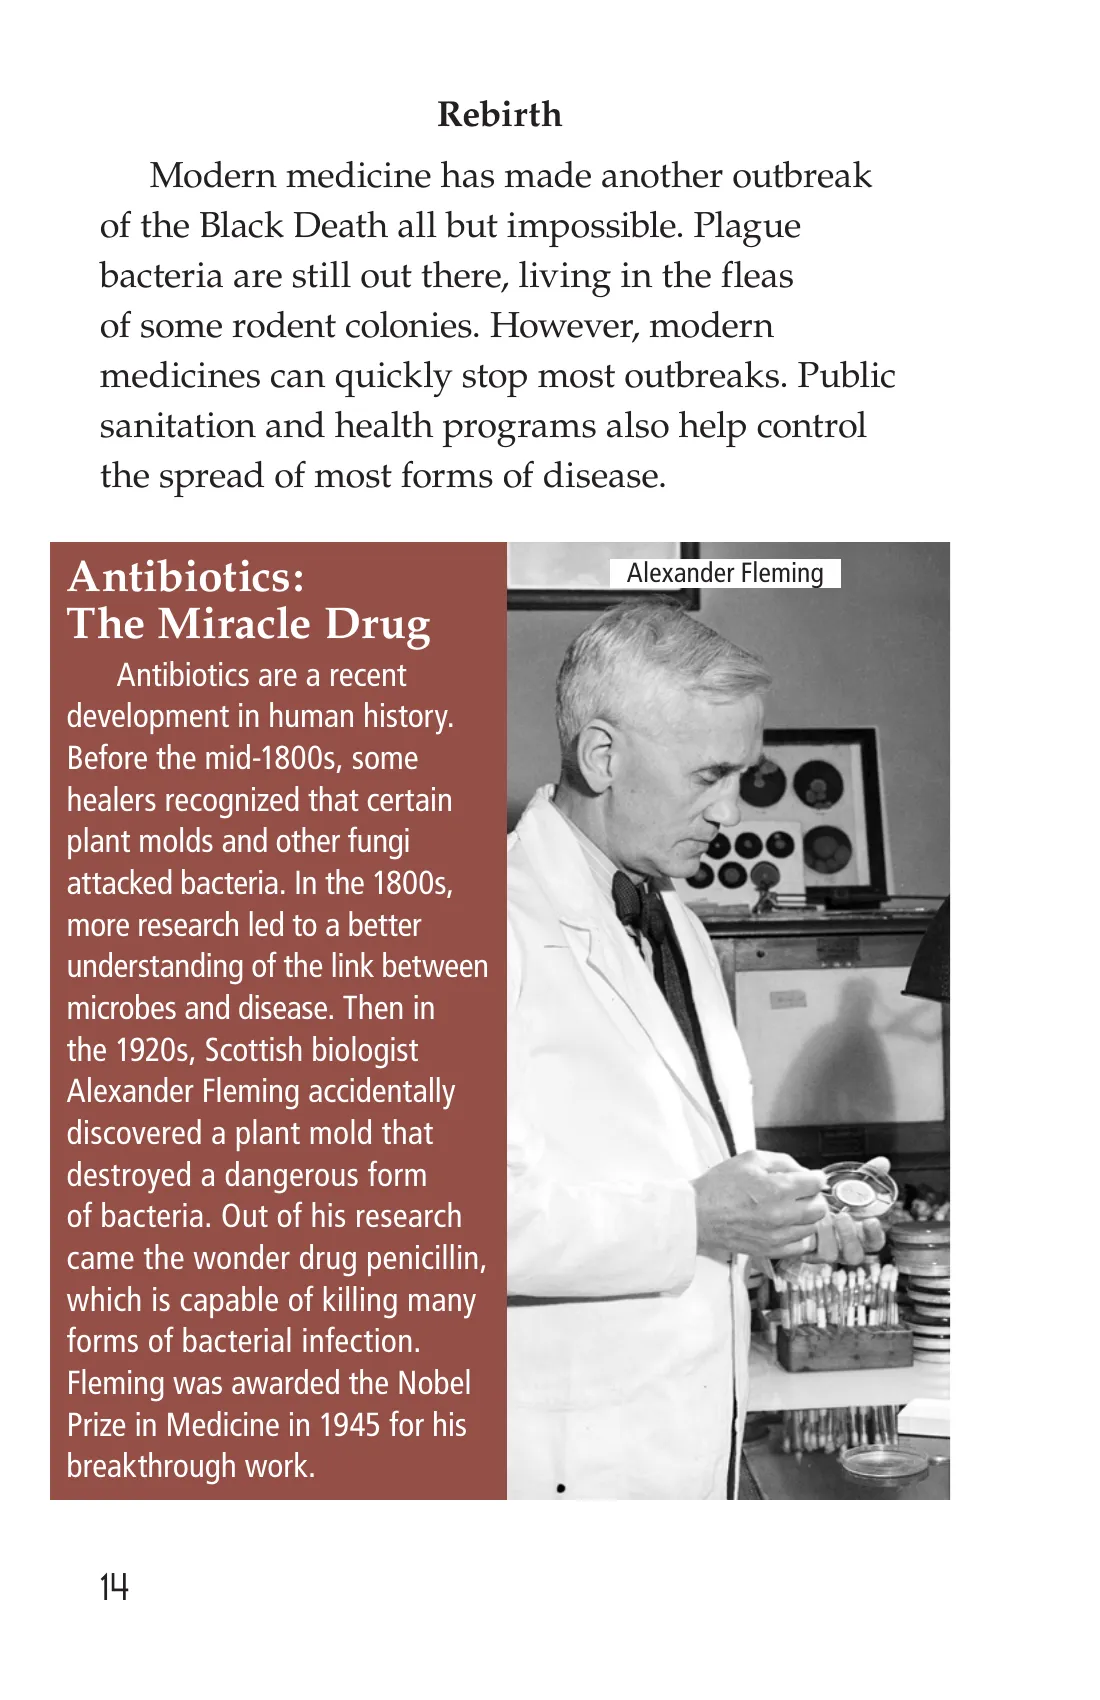 Rebirth
Modern medicine has made another outbreak
of the Black Death all but impossible. Plague
bacteria are still out there, living in the fleas
of some rodent colonies. However, modern
medicines can quickly stop most outbreaks. Public
sanitation and health programs also help control
the spread of most forms of disease.
Antibiotics:
The Miracle Drug
Antibiotics are a recent
development in human history.
Before the mid-1800s, some
healers recognized that certain
plant molds and other fungi
attacked bacteria. In the 1800s,
more research led to a better
understanding of the link between
microbes and disease. Then in
the 1920s, Scottish biologist
Alexander Fleming accidentally
discovered a plant mold that
destroyed a dangerous form
of bacteria. Out of his research
came the wonder drug penicillin,
which is capable of killing many
forms of bacterial infection.
Fleming was awarded the Nobel
Prize in Medicine in 1945 for his
breakthrough work.
Alexander Fleming
14